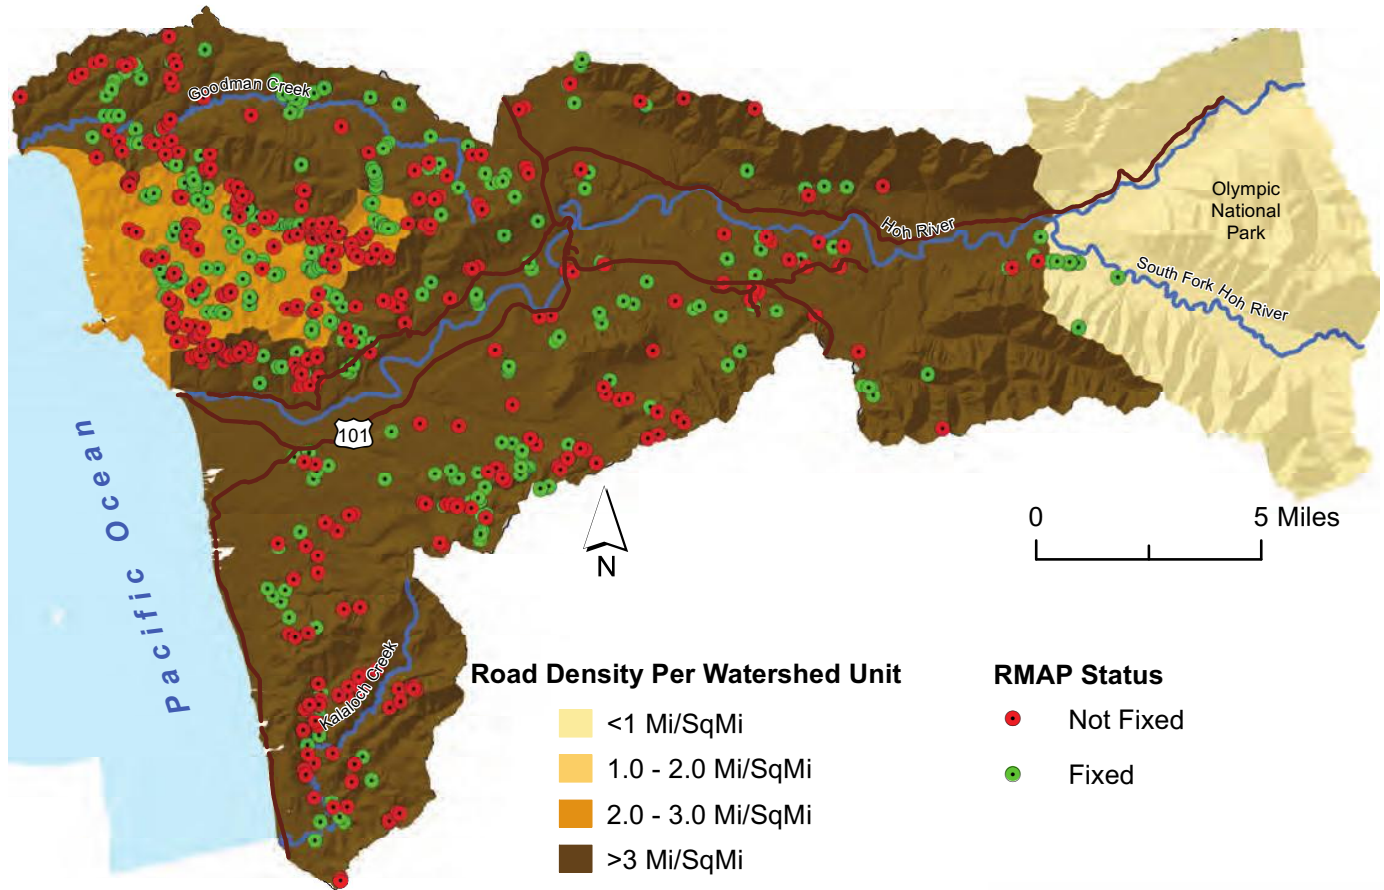 Goodman Creek
Olympic
National
Park
Hoh River
South Fork Hoh River
101
Pacific Ocean
0 5 Miles
N
Kalaloch Creek
Road Density Per Watershed Unit
<1 Mi/SqMi
1.0 - 2.0 Mi/SqMi
2.0 - 3.0 Mi/SqMi
>3 Mi/SqMi
RMAP Status
Not Fixed
Fixed